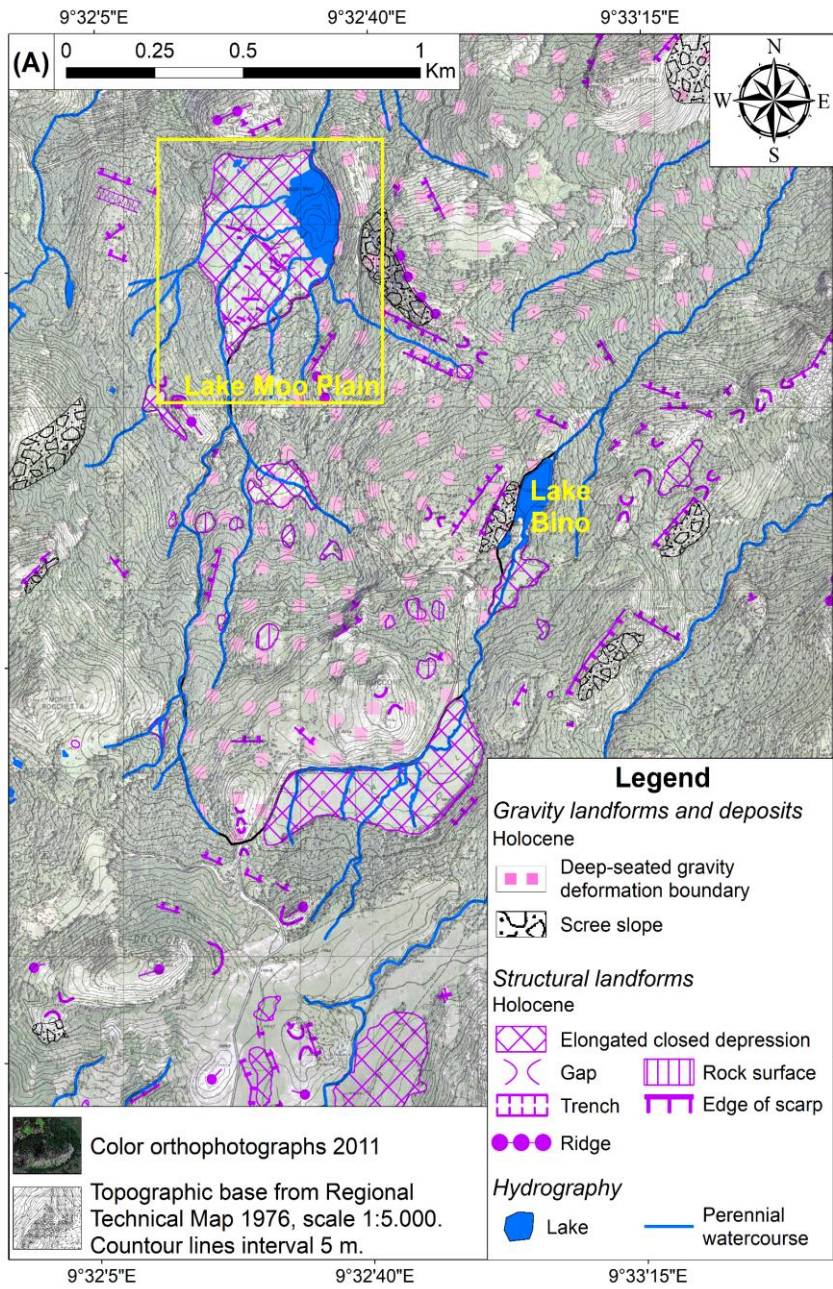 9°32'5"E 9°32'40"E 9°33'15"E
(A)
0 0.25 0.5 1
Km
N
W E
S
Lake Moo Plain
Lake
Bino
Legend
Gravity landforms and deposits
Holocene
Deep-seated gravity
deformation boundary
Scree slope
Structural landforms
Holocene
Elongated closed depression
Gap
Rock surface
Trench
Edge of scarp
Ridge
Hydrography
Lake
Perennial
watercourse
Color orthophotographs 2011
Topographic base from Regional
Technical Map 1976, scale 1:5.000.
Countour lines interval 5 m.
9°32'5"E 9°32'40"E 9°33'15"E